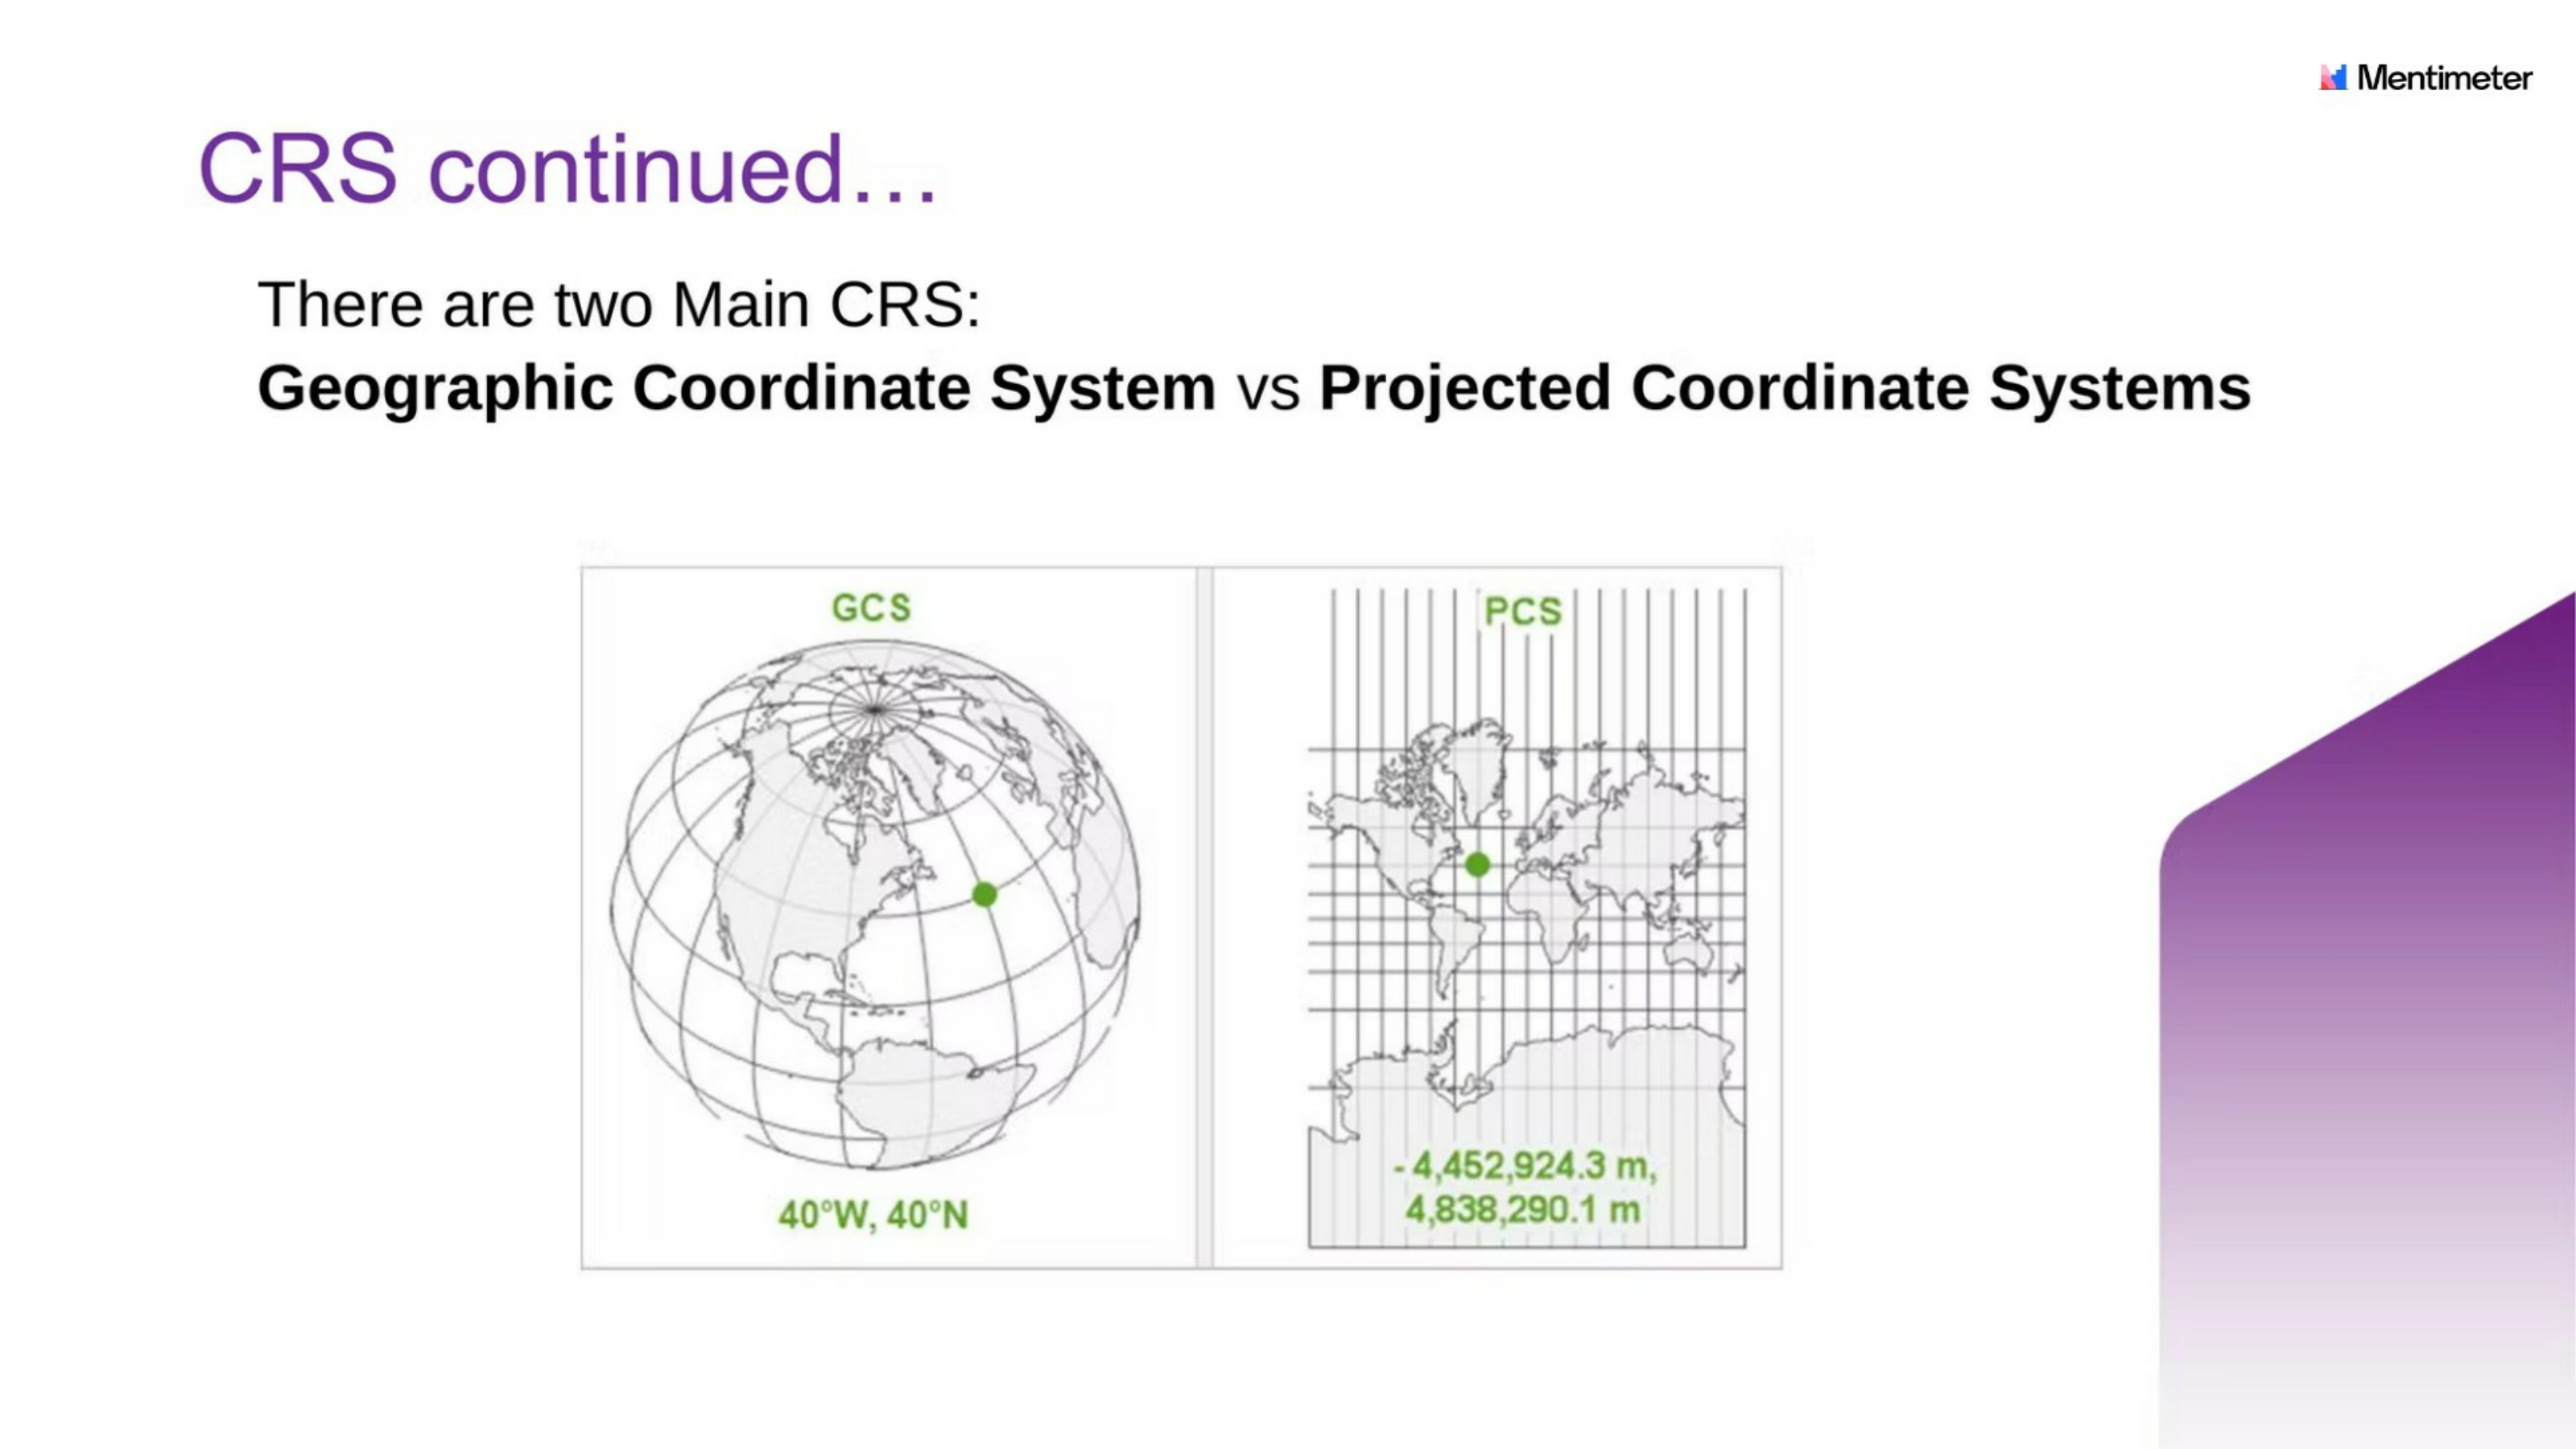 Mentimeter
CRS continued…
There are two Main CRS:
Geographic Coordinate System vs Projected Coordinate Systems
GCS
PCS
40°W, 40°N
- 4,452,924.3 m,
4,838,290.1 m